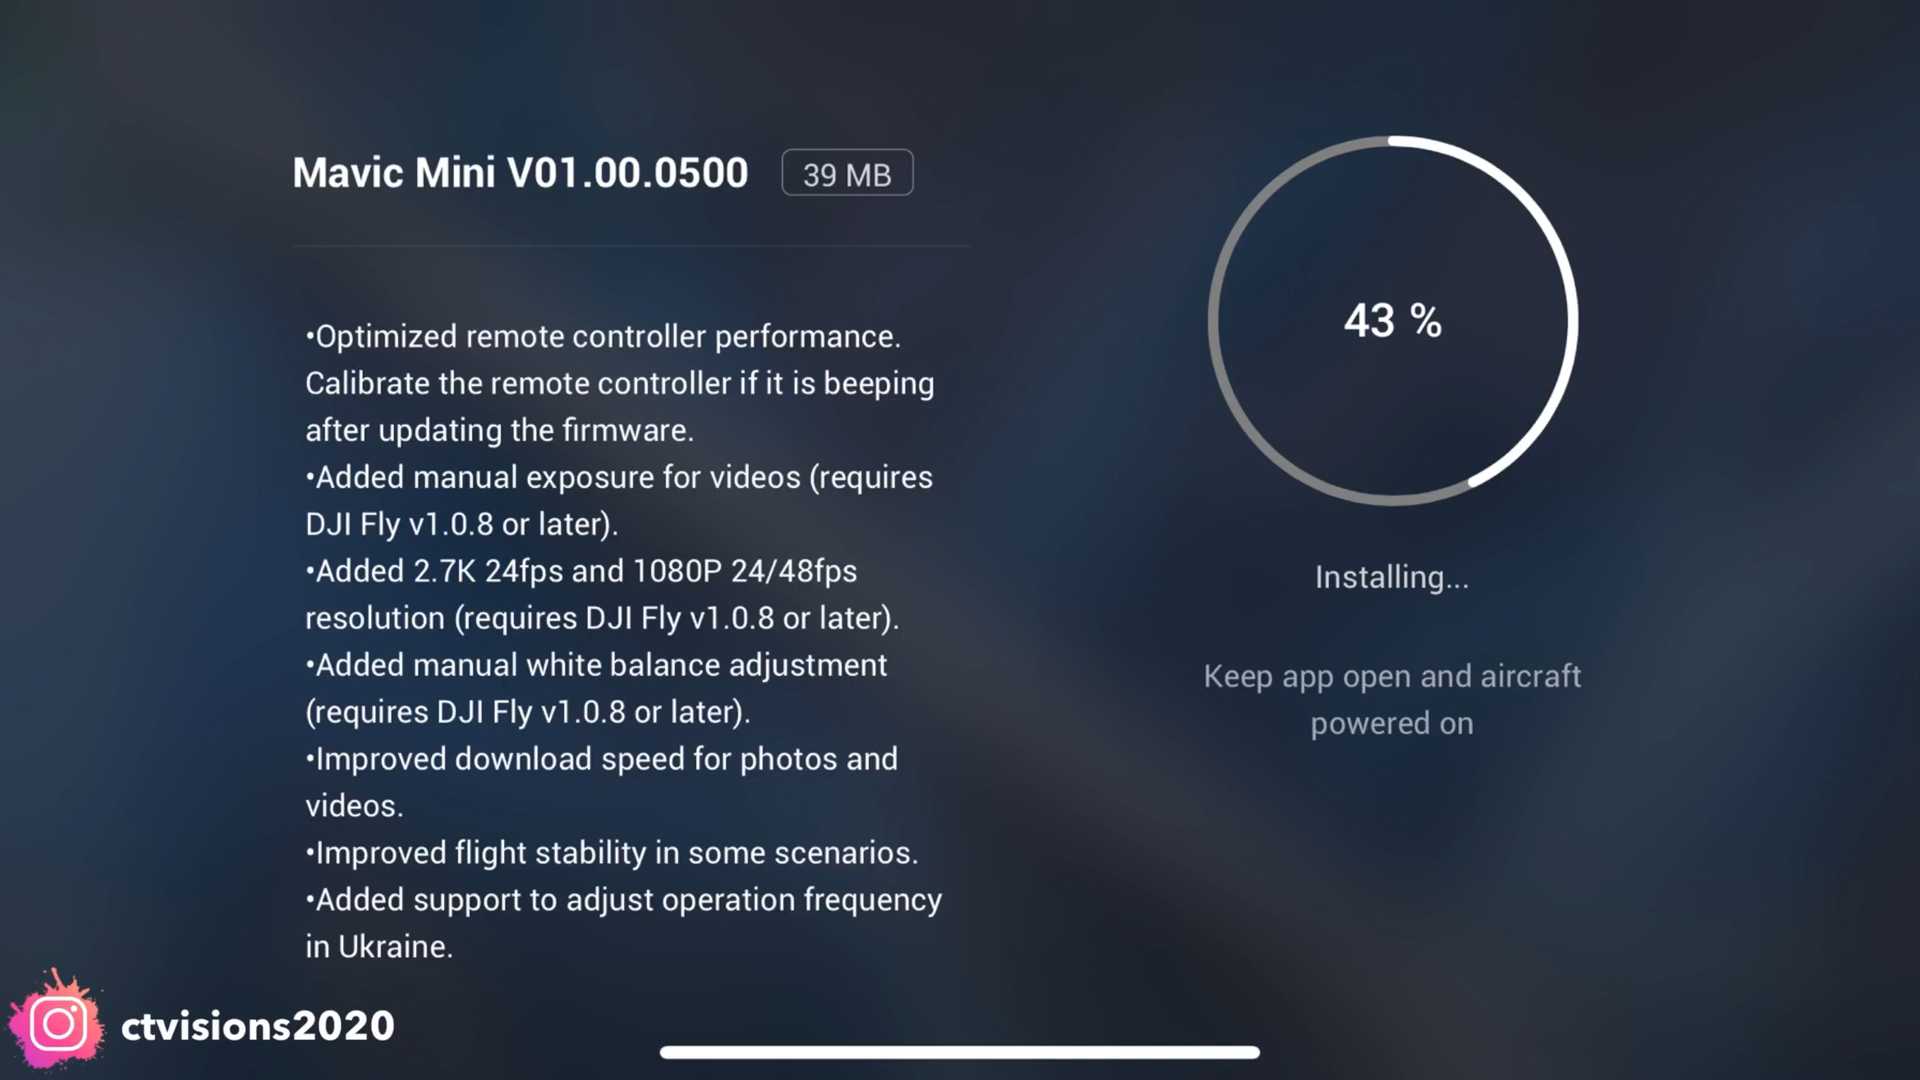 Mavic Mini V01.00.0500 39 MB
•Optimized remote controller performance.
Calibrate the remote controller if it is beeping
after updating the firmware.
•Added manual exposure for videos (requires
DJI Fly v1.0.8 or later).
•Added 2.7K 24fps and 1080P 24/48fps
resolution (requires DJI Fly v1.0.8 or later).
•Added manual white balance adjustment
(requires DJI Fly v1.0.8 or later).
•Improved download speed for photos and
videos.
•Improved flight stability in some scenarios.
•Added support to adjust operation frequency
in Ukraine.
43 %
Installing...
Keep app open and aircraft
powered on
ctvisions2020